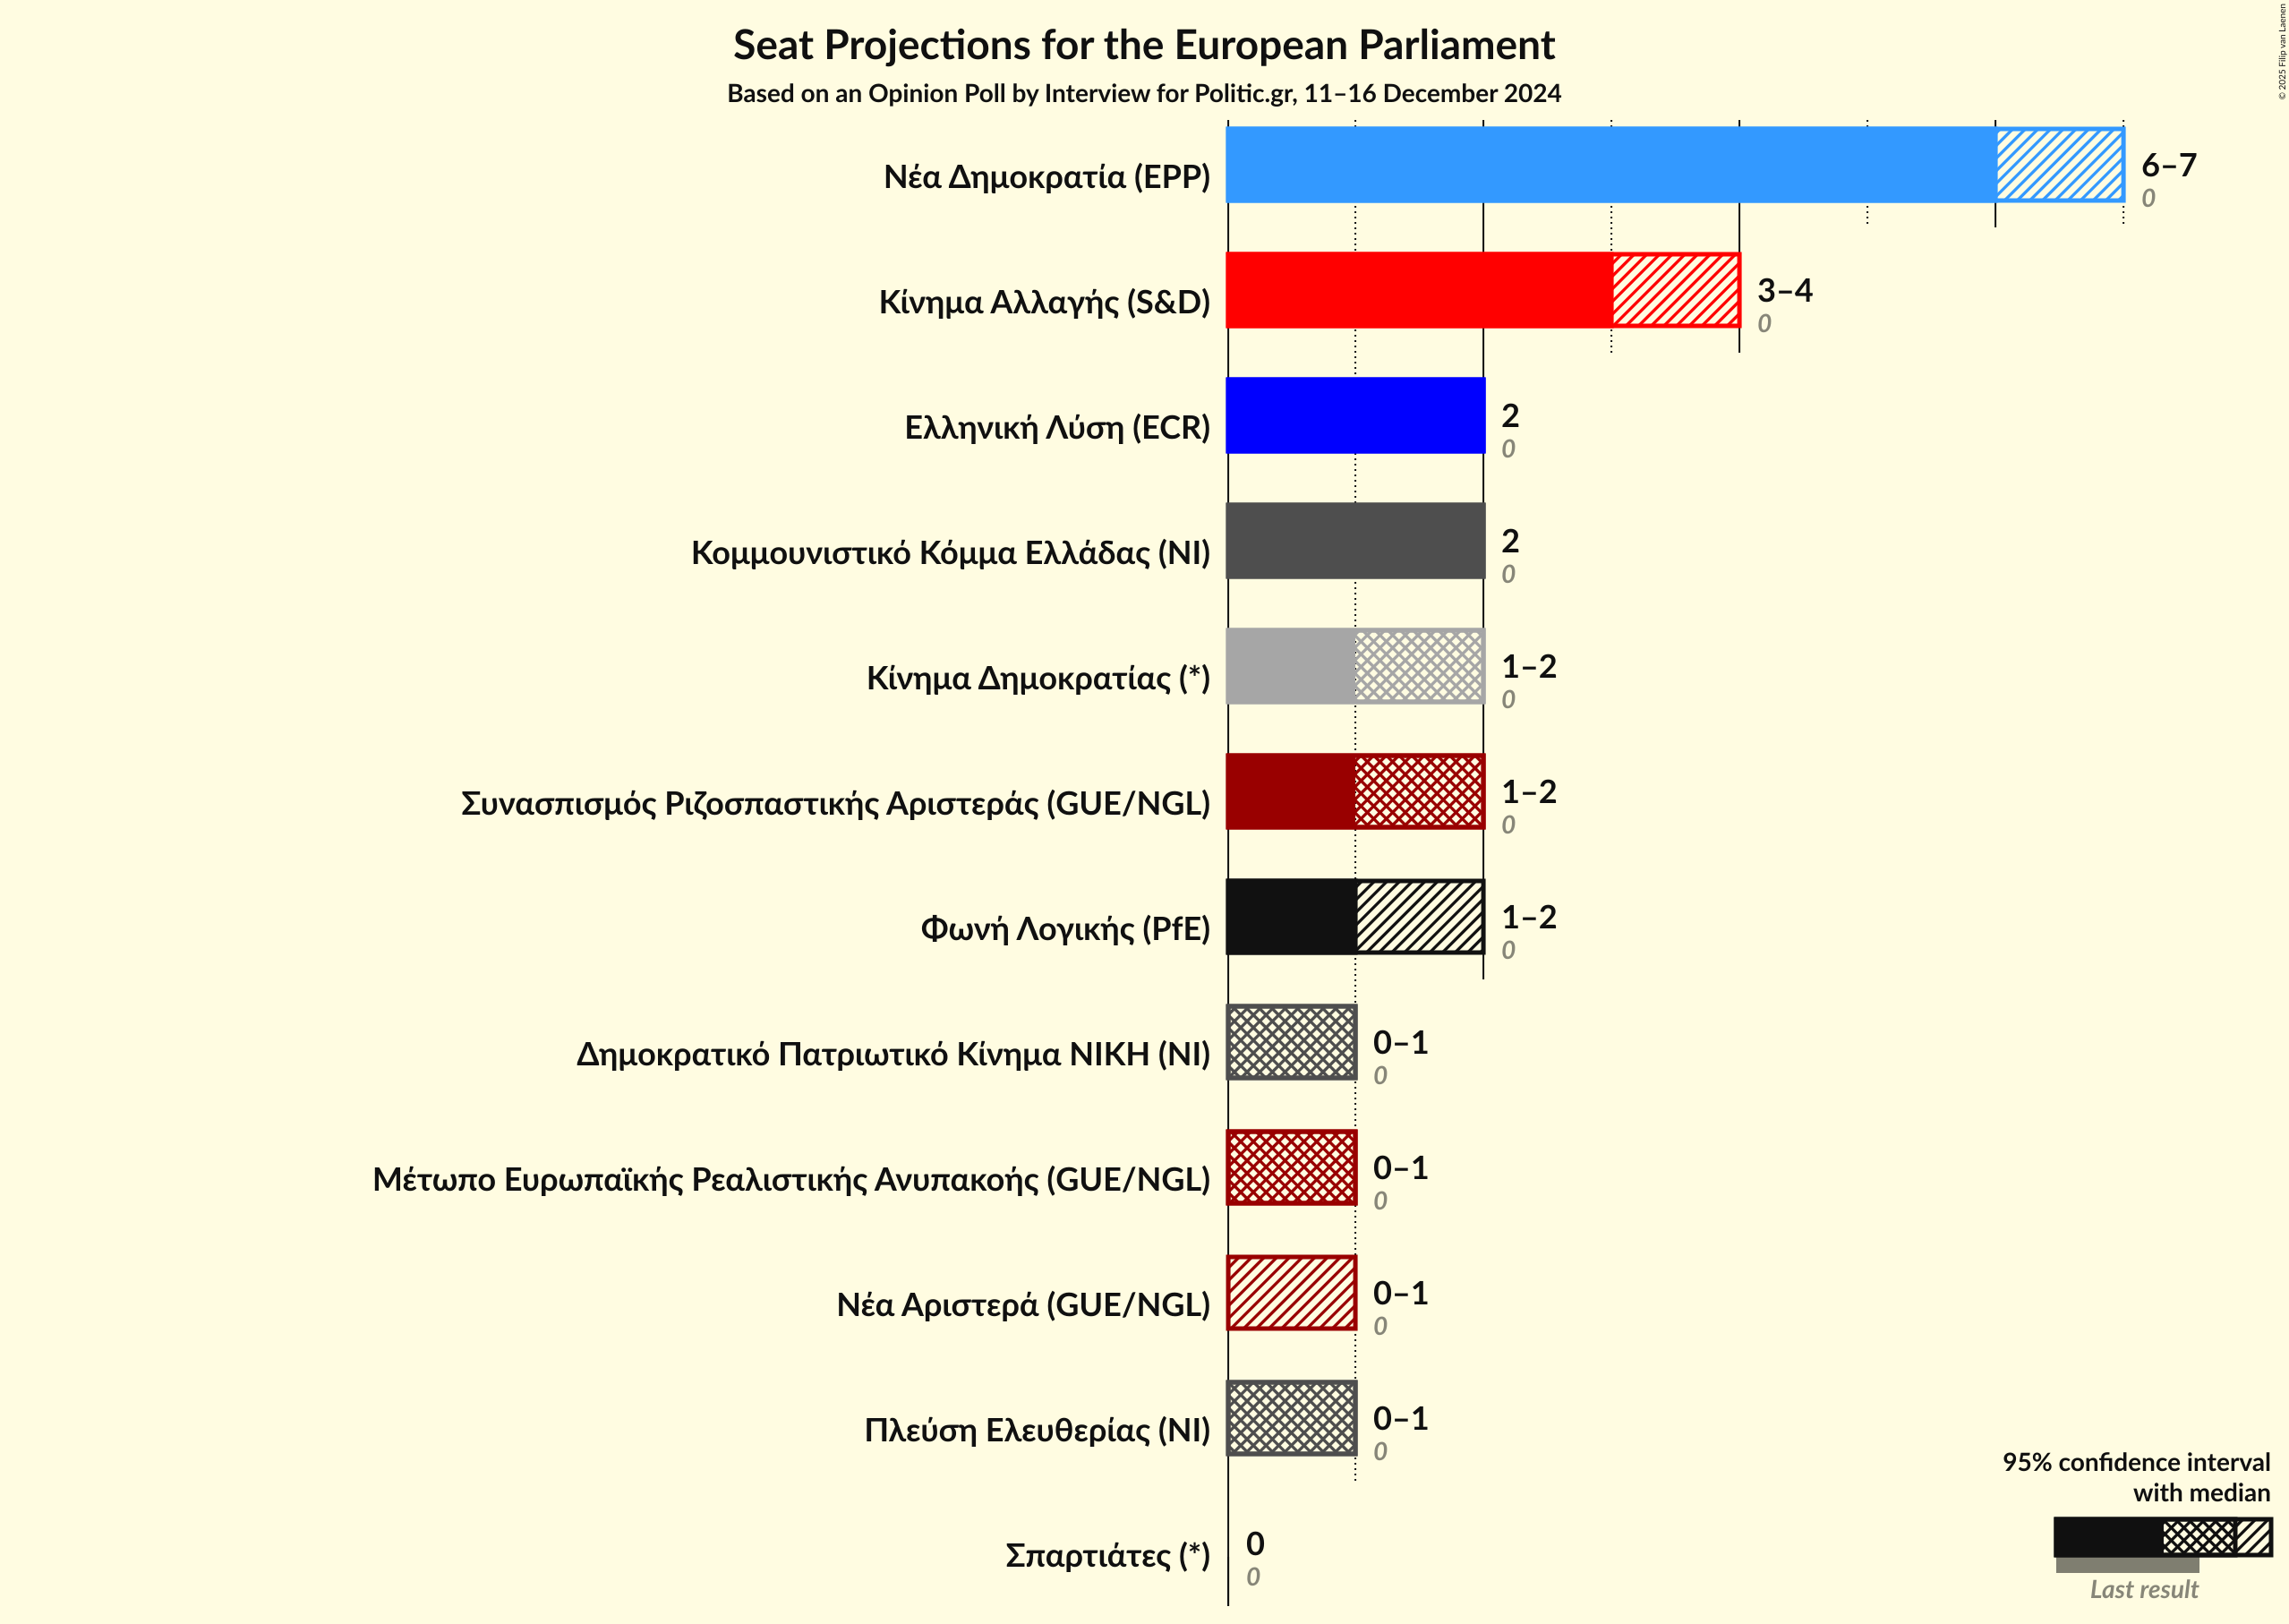 Seat Projections for the European Parliament
Based on an Opinion Poll by Interview for Politic.gr, 11–16 December 2024
© 2025 Filip van Laenen
Νέα Δημοκρατία (EPP)
6–7
0
Κίνημα Αλλαγής (S&D)
3–4
0
Ελληνική Λύση (ECR)
2
0
Κομμουνιστικό Κόμμα Ελλάδας (NI)
2
0
Κίνημα Δημοκρατίας (*)
1–2
0
Συνασπισμός Ριζοσπαστικής Αριστεράς (GUE/NGL)
1–2
0
Φωνή Λογικής (PfE)
1–2
0
Δημοκρατικό Πατριωτικό Κίνημα ΝΙΚΗ (NI)
0–1
0
Μέτωπο Ευρωπαϊκής Ρεαλιστικής Ανυπακοής (GUE/NGL)
0–1
0
Νέα Αριστερά (GUE/NGL)
0–1
0
Πλεύση Ελευθερίας (NI)
0–1
0
Σπαρτιάτες (*)
0
0
95% confidence interval
with median
Last result